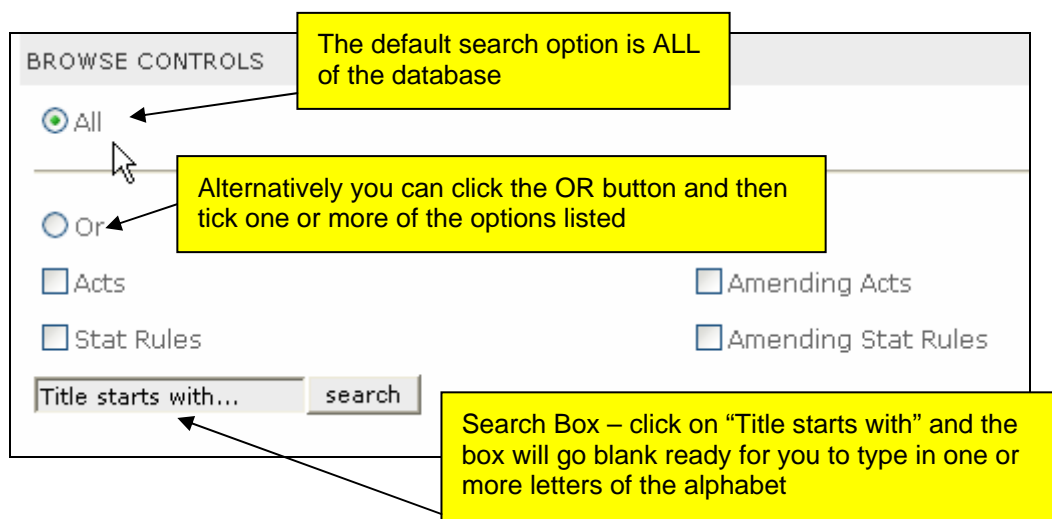 BROWSE CONTROLS
The default search option is ALL
of the database
All
Alternatively you can click the OR button and then
tick one or more of the options listed
Or
Acts
Amending Acts
Stat Rules
Amending Stat Rules
Title starts with...
search
Search Box – click on “Title starts with” and the
box will go blank ready for you to type in one or
more letters of the alphabet